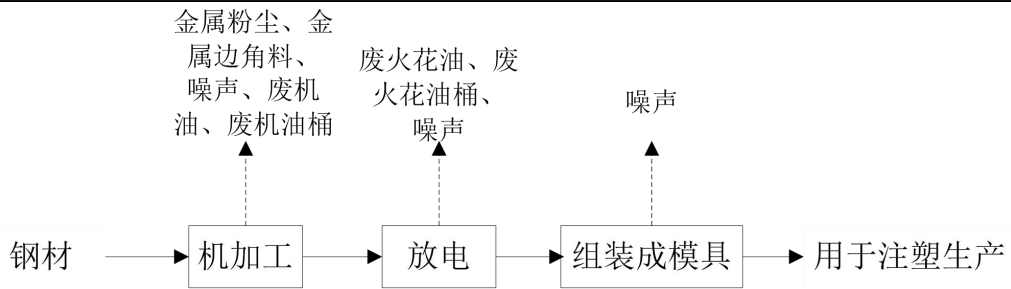 金属粉尘、金
属边角料、
噪声、废机
油、废机油桶
废火花油、废
火花油桶、
噪声
噪声
钢材
机加工
放电
组装成模具
用于注塑生产